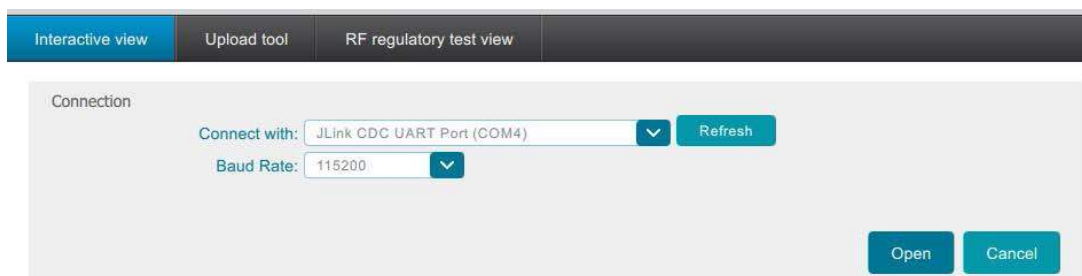 Interactive view Upload tool RF regulatory test view
Connection
Connect with: JLink CDC UART Port (COM4) Refresh
Baud Rate: 115200
Open Cancel